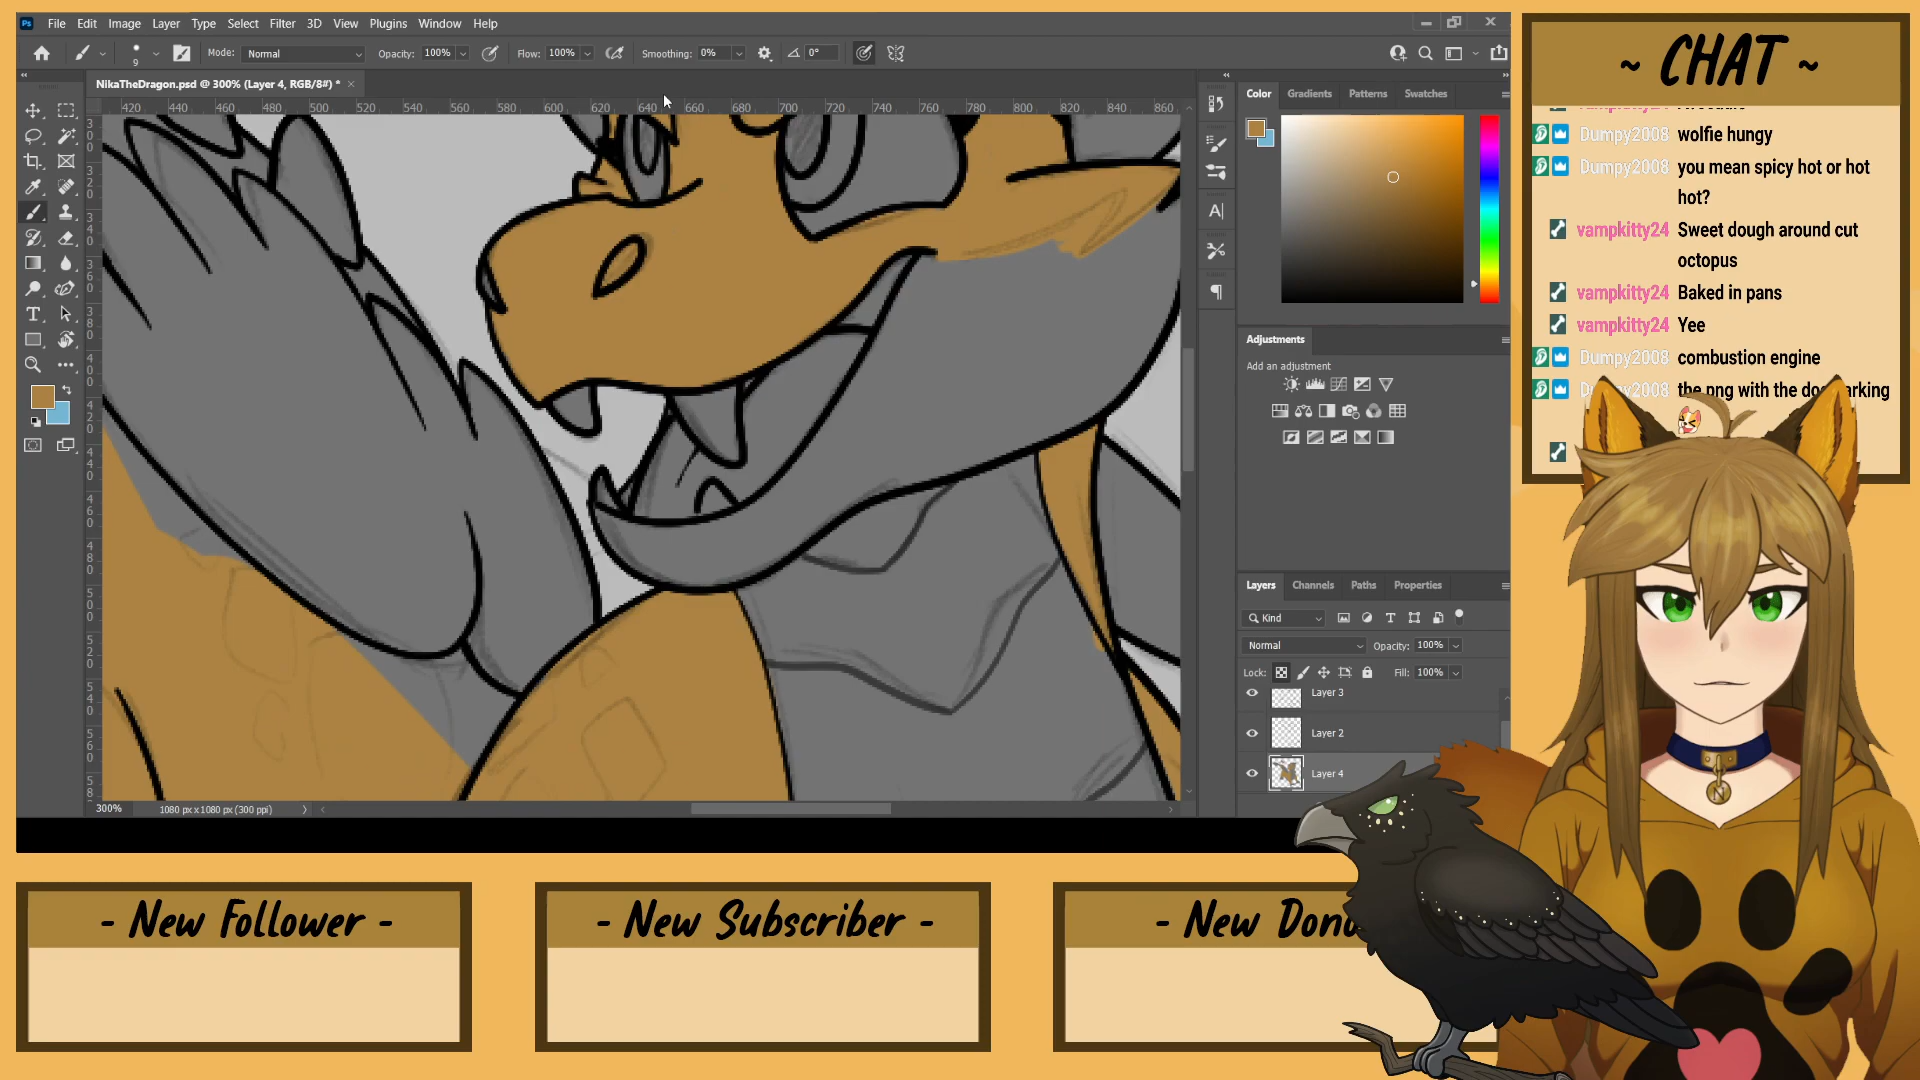 Ps File Edit Image Layer Type Select Filter 3D View Plugins Window Help
9 Mode: Normal Opacity: 100% Flow: 100% Smoothing: 0% 0°
NikaTheDragon.psd @ 300% (Layer 4, RGB/8#) *
420 440 460 480 500 520 540 560 580 600 620 640 660 680 700 720 740 760 780 800 820 840 860
Color Gradients Patterns Swatches
Adjustments
Add an adjustment
Layers Channels Paths Properties
Kind
Normal Opacity: 100%
Lock: Fill: 100%
Layer 3
Layer 2
Layer 4
300% 1080 px x 1080 px (300 ppi)
~ CHAT ~
Dumpy2008 wolfie hungy
Dumpy2008 you mean spicy hot or hot
hot?
vampkitty24 Sweet dough around cut
octopus
vampkitty24 Baked in pans
vampkitty24 Yee
Dumpy2008 combustion engine
Dumpy2008 the png with the
- New Follower -
- New Subscriber -
- New
N